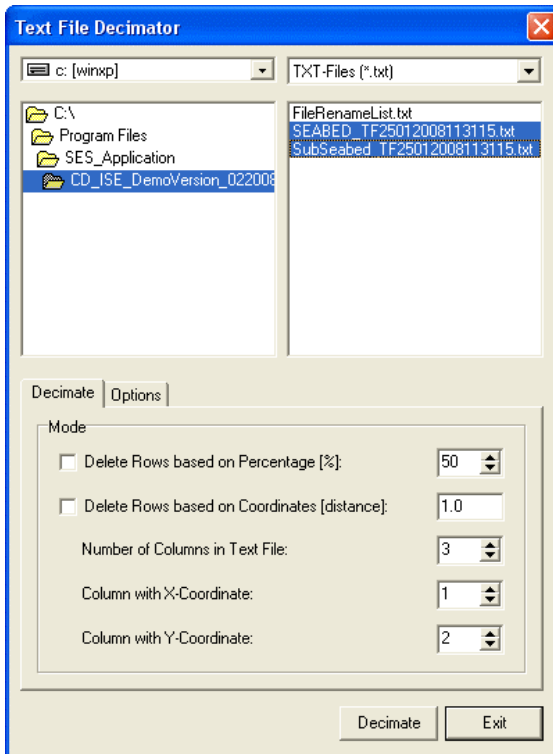 Text File Decimator
c: [winxp]
TXT-Files (*.txt)
C:\
Program Files
SES_Application
CD_ISE_DemoVersion_022008
FileRenameList.txt
SEABED_TF25012008113115.txt
SubSeabed_TF25012008113115.txt
Decimate
Options
Mode
Delete Rows based on Percentage [%]: 50
Delete Rows based on Coordinates [distance]: 1.0
Number of Columns in Text File: 3
Column with X-Coordinate: 1
Column with Y-Coordinate: 2
Decimate
Exit